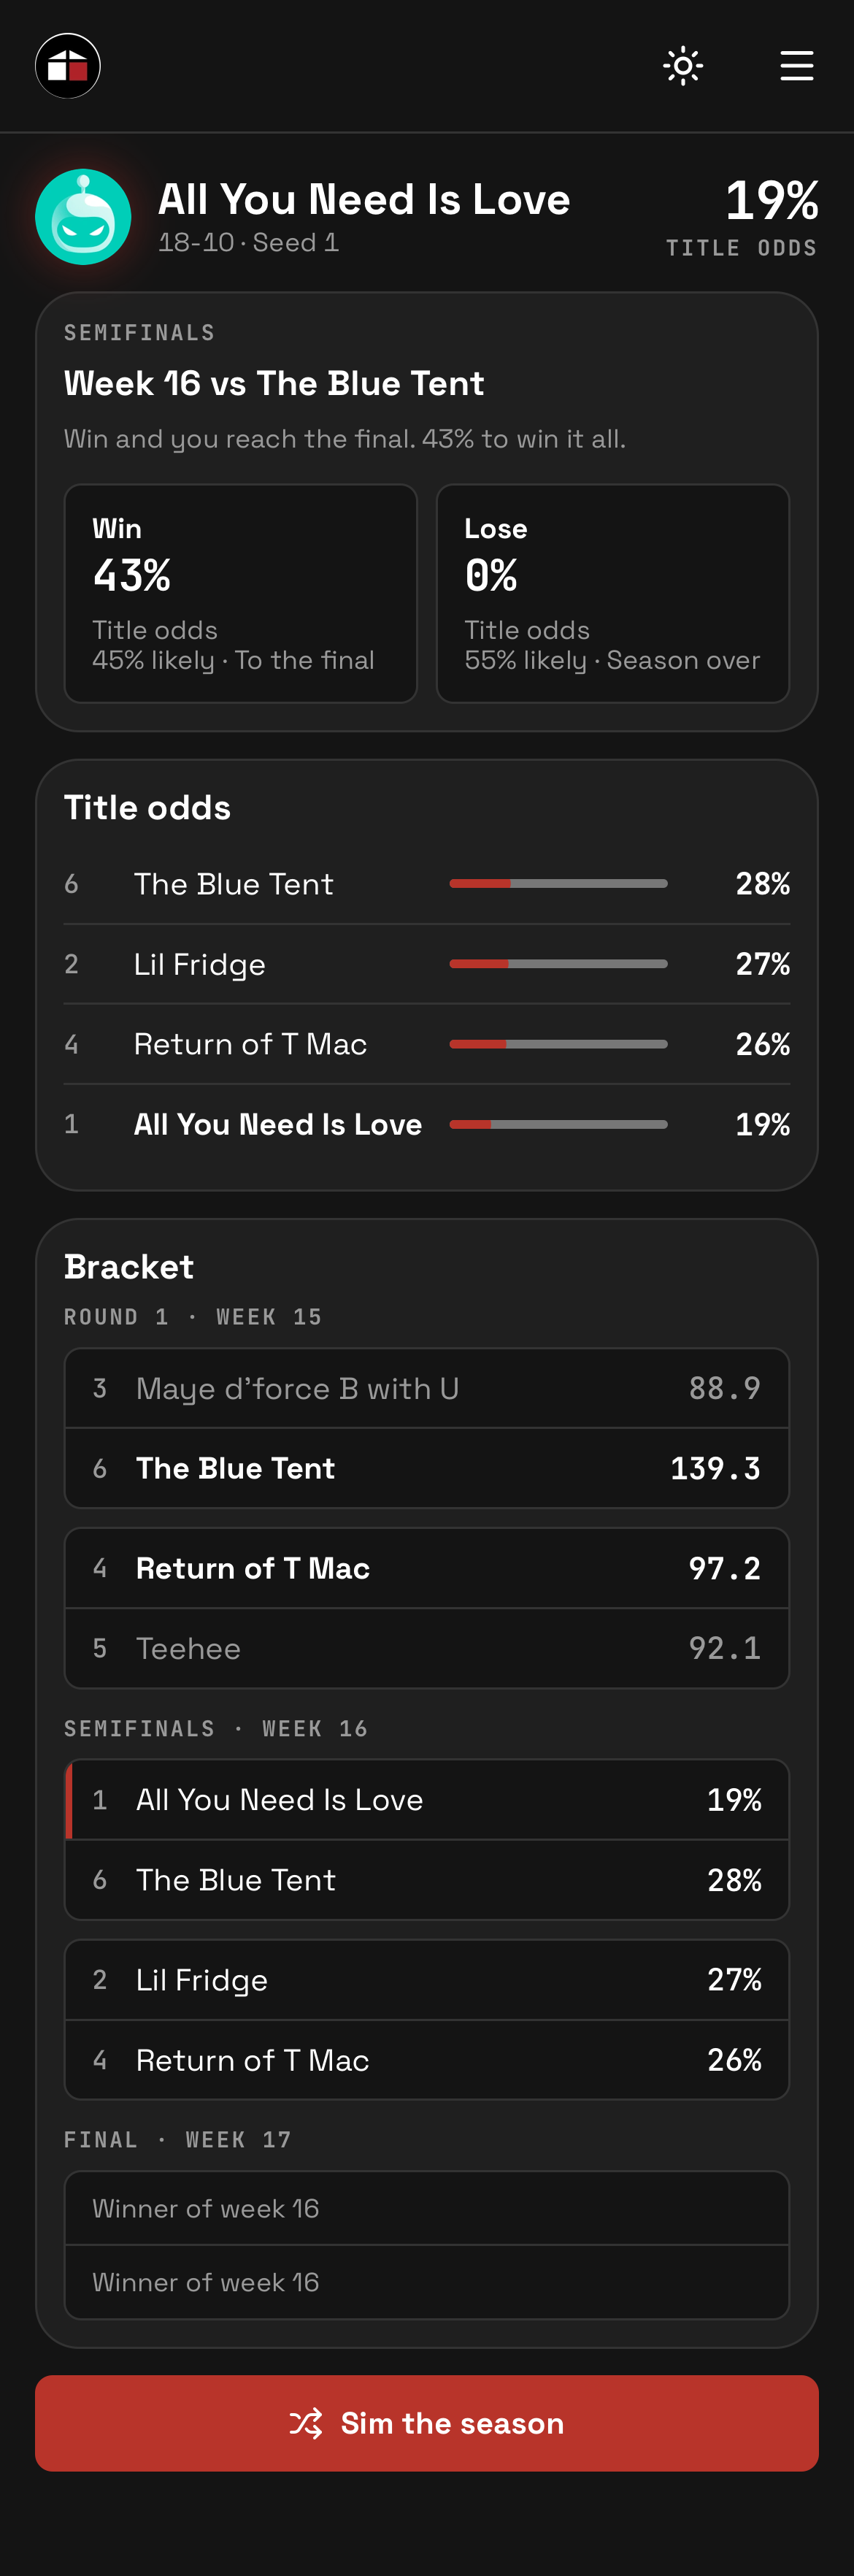 All You Need Is Love
18-10 · Seed 1
19%
TITLE ODDS
SEMIFINALS
Week 16 vs The Blue Tent
Win and you reach the final. 43% to win it all.
Win
43%
Title odds
45% likely · To the final
Lose
0%
Title odds
55% likely · Season over
Title odds
6 The Blue Tent 28%
2 Lil Fridge 27%
4 Return of T Mac 26%
1 All You Need Is Love 19%
Bracket
ROUND 1 · WEEK 15
3 Maye d’force B with U 88.9
6 The Blue Tent 139.3
4 Return of T Mac 97.2
5 Teehee 92.1
SEMIFINALS · WEEK 16
1 All You Need Is Love 19%
6 The Blue Tent 28%
2 Lil Fridge 27%
4 Return of T Mac 26%
FINAL · WEEK 17
Winner of week 16
Winner of week 16
Sim the season